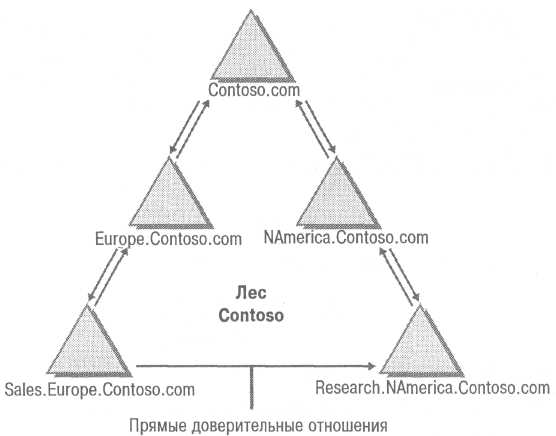 Contoso.com
Europe.Contoso.com
NAmerica.Contoso.com
Лес
Contoso
Sales.Europe.Contoso.com
Research.NAmerica.Contoso.com
Прямые доверительные отношения